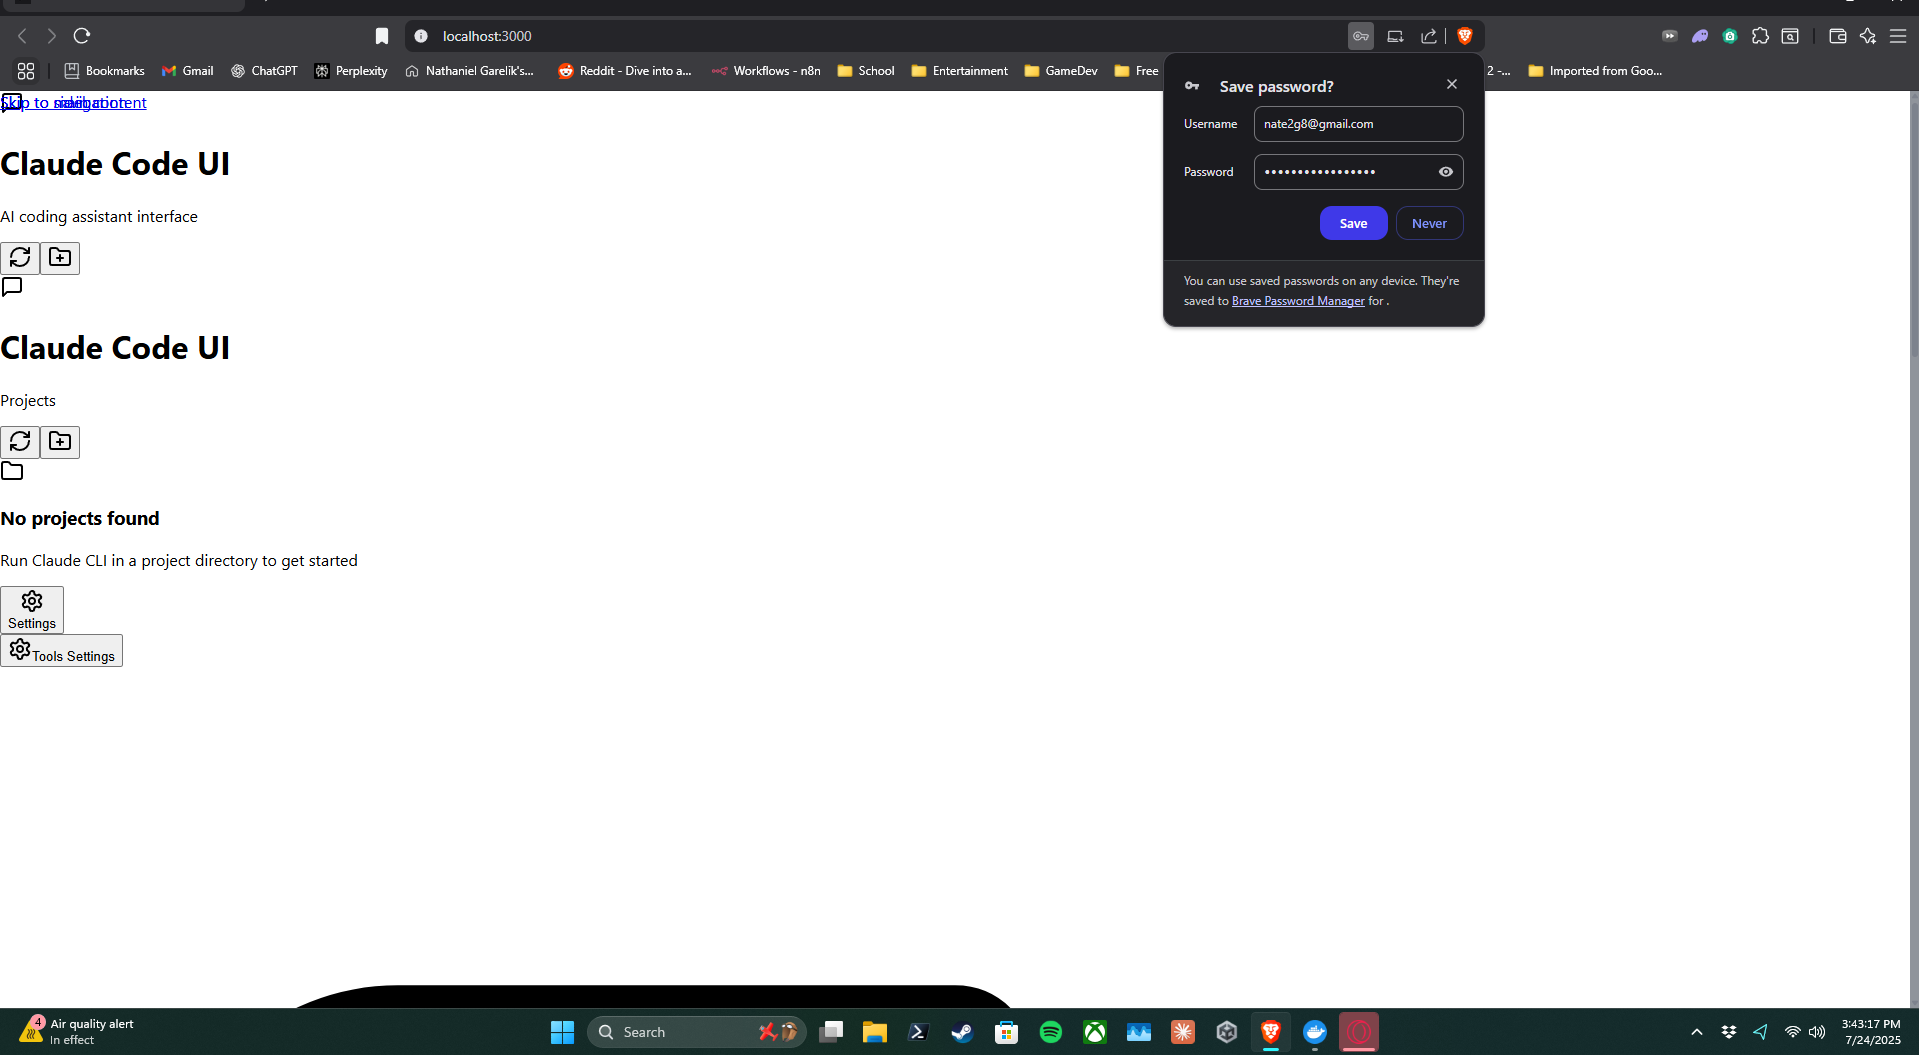 localhost:3000
Bookmarks
Gmail
ChatGPT
Perplexity
Nathaniel Garelik's...
Reddit - Dive into a...
Workflows - n8n
School
Entertainment
GameDev
Free
2 -...
Imported from Goo...
Save password?
Username
nate2g8@gmail.com
Password
•••••••••••••••••
Save
Never
You can use saved passwords on any device. They're
saved to Brave Password Manager for .
Skip to content
Claude Code UI
AI coding assistant interface
Claude Code UI
Projects
No projects found
Run Claude CLI in a project directory to get started
Settings
Tools Settings
4
Air quality alert
In effect
Search
3:43:17 PM
7/24/2025